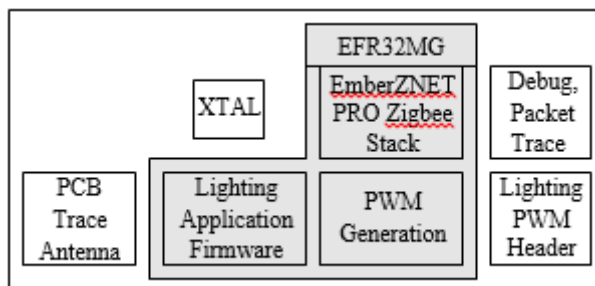 EFR32MG
EmberZNET
PRO Zigbee
Stack
XTAL
Debug,
Packet
Trace
PCB
Trace
Antenna
Lighting
Application
Firmware
PWM
Generation
Lighting
PWM
Header